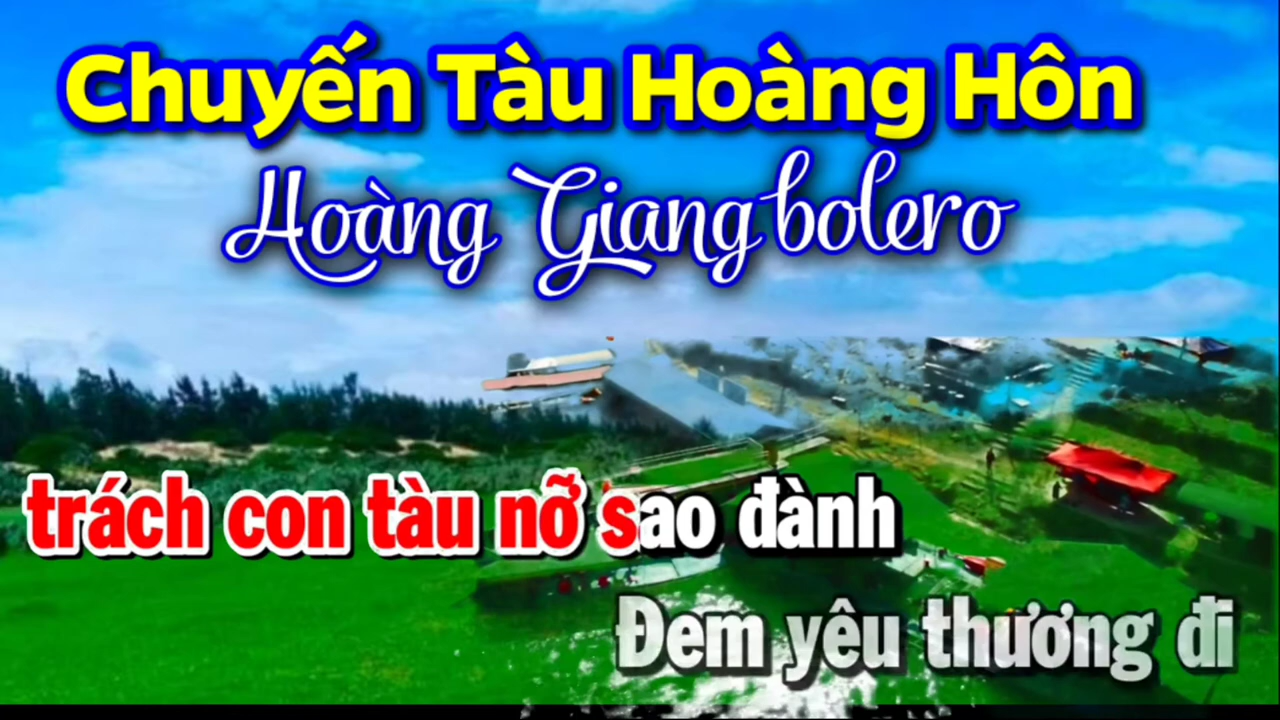 Chuyến Tàu Hoàng Hôn
Hoàng Giang bolero
trách con tàu nỡ sao đành
Đem yêu thương đi